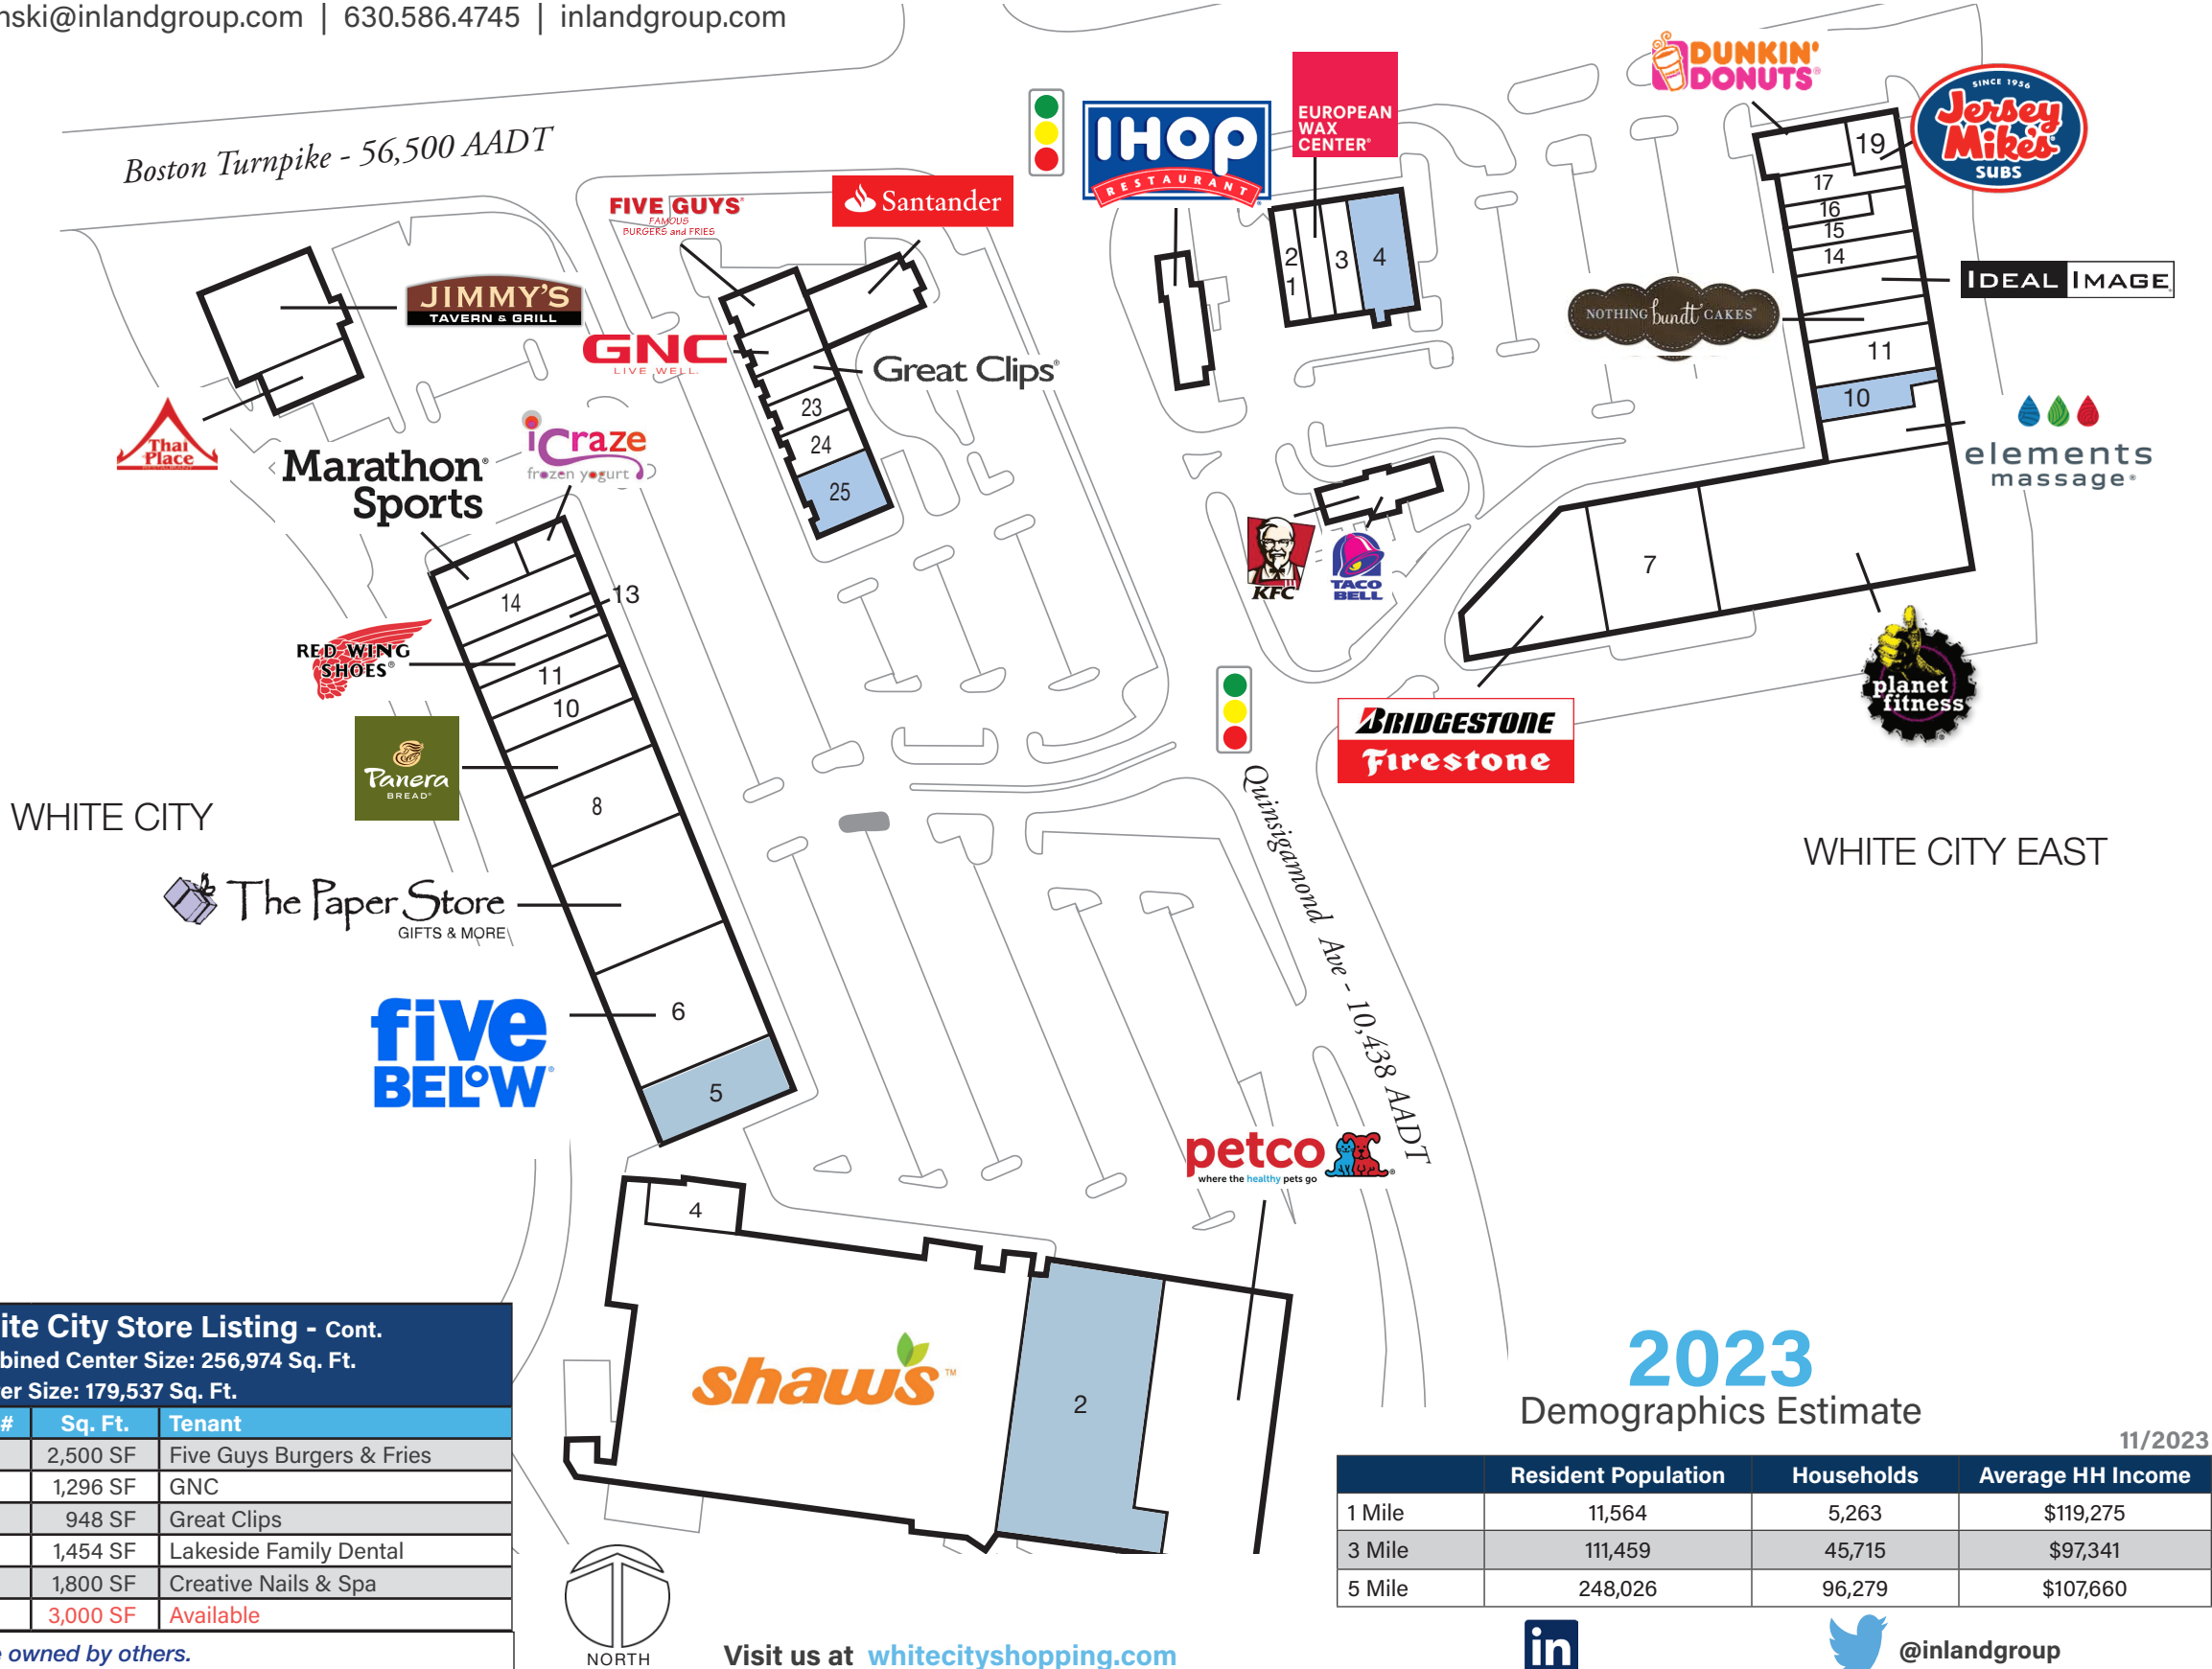 nski@inlandgroup.com | 630.586.4745 | inlandgroup.com
Boston Turnpike - 56,500 AADT
FIVE GUYS®
FAMOUS
BURGERS and FRIES
Santander
IHOP
RESTAURANT
EUROPEAN
WAX
CENTER®
DUNKIN'
DONUTS®
SINCE 1956
Jersey
Mike's
SUBS
19
17
16
15
14
IDEAL IMAGE
NOTHING bundt CAKES®
11
10
elements
massage®
2
1
3
4
JIMMY'S
TAVERN & GRILL
GNC
LIVE WELL.
Great Clips®
23
24
25
Thai
Place
RESTAURANT
Marathon®
Sports
iCraze
frozen yogurt
14
13
RED WING
SHOES®
11
10
Panera
BREAD®
8
KFC
TACO
BELL
7
planet
fitness
BRIDGESTONE
Firestone
WHITE CITY
WHITE CITY EAST
Quinsigamond Ave - 10,438 AADT
The Paper Store
GIFTS & MORE
five
BELOW®
6
5
petco
where the healthy pets go
4
shaw's™
2
ite City Store Listing - Cont.
bined Center Size: 256,974 Sq. Ft.
er Size: 179,537 Sq. Ft.
# Sq. Ft. Tenant
2,500 SF Five Guys Burgers & Fries
1,296 SF GNC
948 SF Great Clips
1,454 SF Lakeside Family Dental
1,800 SF Creative Nails & Spa
3,000 SF Available
e owned by others.
NORTH
Visit us at whitecityshopping.com
2023
Demographics Estimate
11/2023
Resident Population Households Average HH Income
1 Mile 11,564 5,263 $119,275
3 Mile 111,459 45,715 $97,341
5 Mile 248,026 96,279 $107,660
in
@inlandgroup